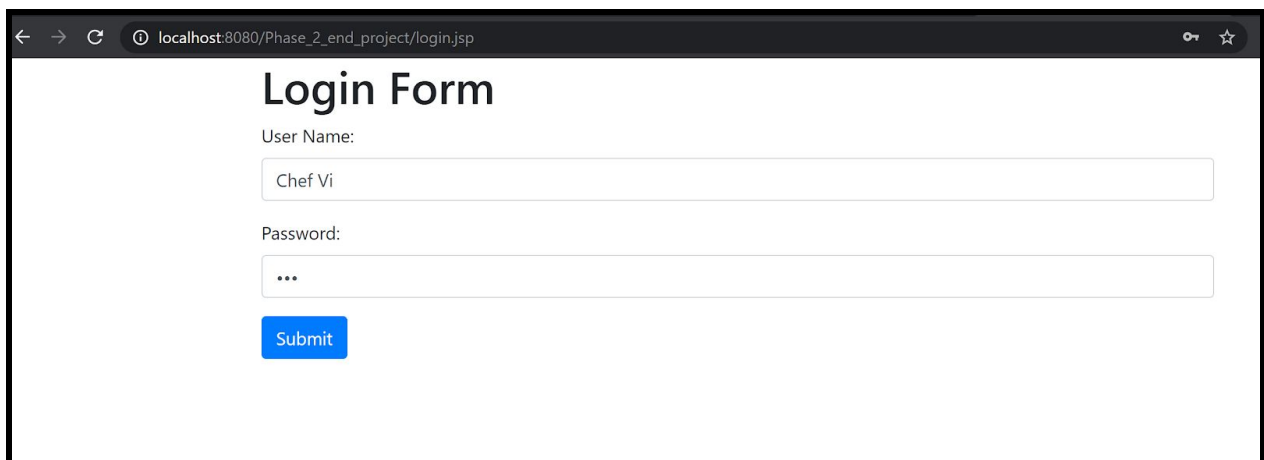 localhost:8080/Phase_2_end_project/login.jsp
Login Form
User Name:
Chef Vi
Password:
•••
Submit